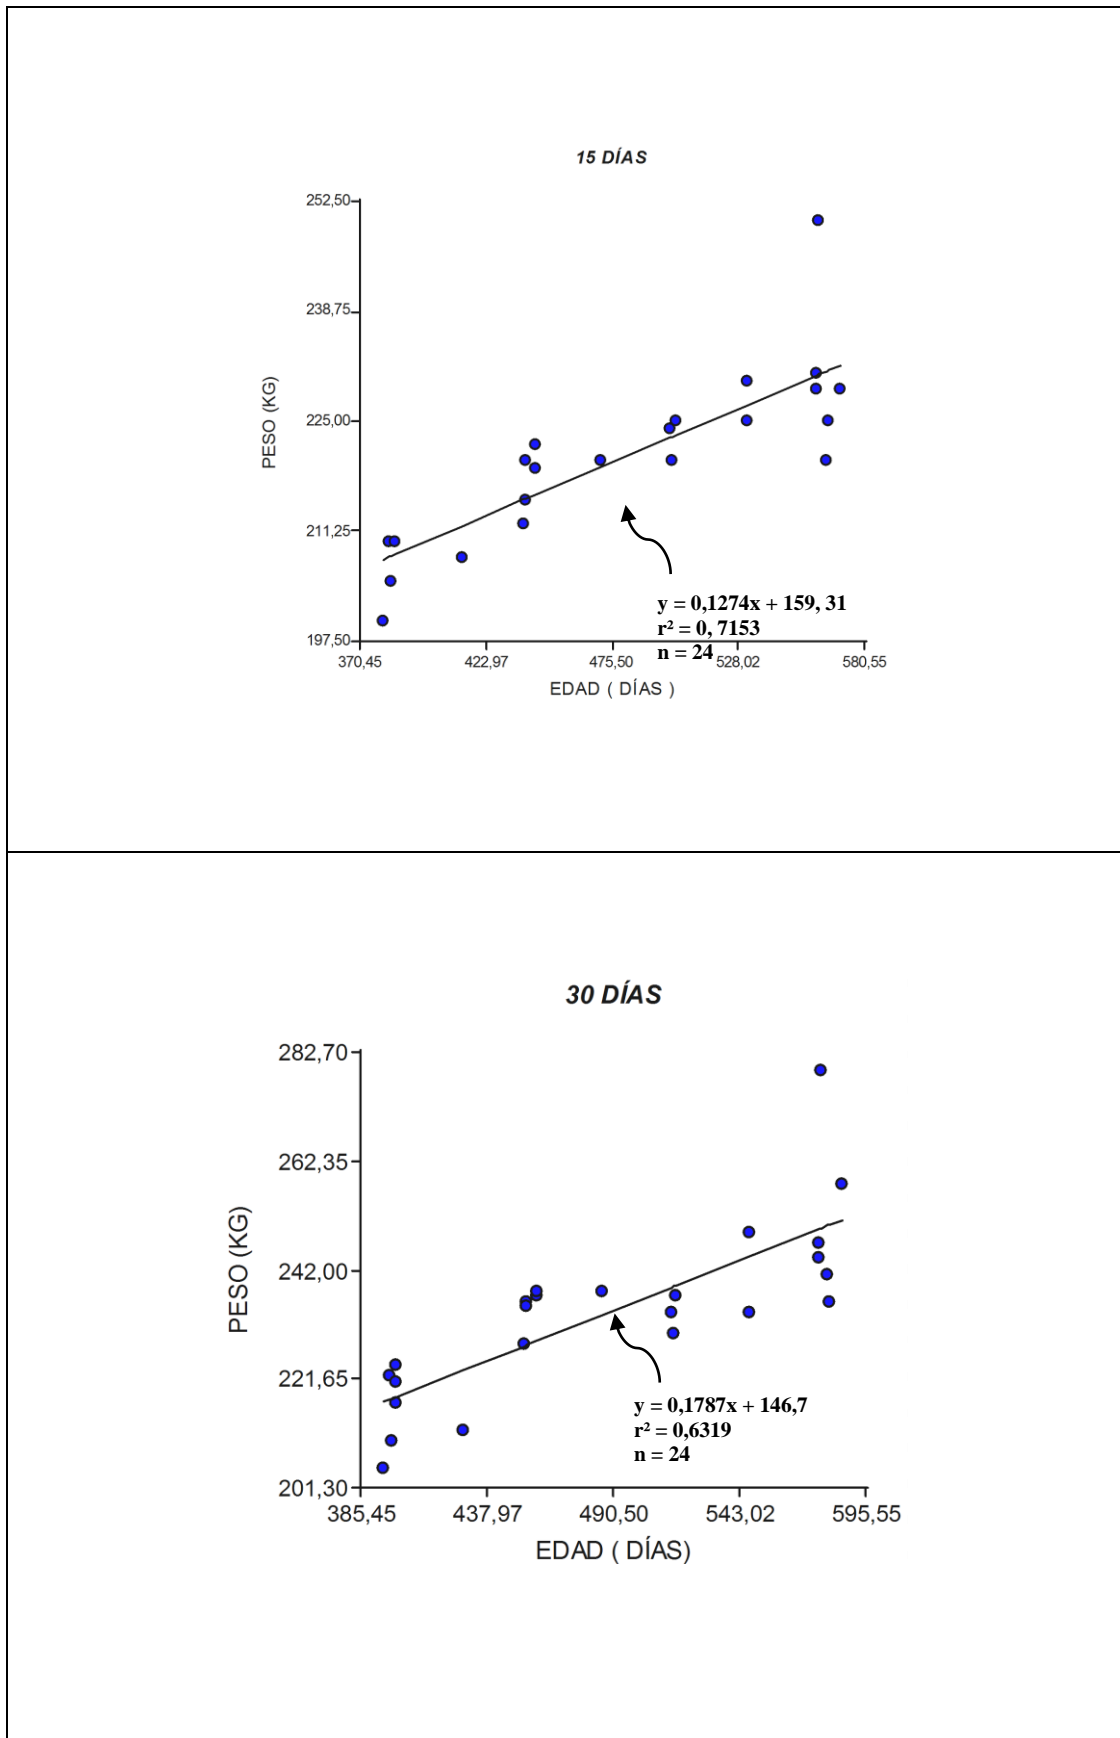 15 DÍAS
252,50
238,75
225,00
211,25
197,50
PESO (KG)
y = 0,1274x + 159, 31
r² = 0, 7153
n = 24
370,45 422,97 475,50 528,02 580,55
EDAD ( DÍAS )
30 DÍAS
282,70
262,35
242,00
221,65
201,30
PESO (KG)
y = 0,1787x + 146,7
r² = 0,6319
n = 24
385,45 437,97 490,50 543,02 595,55
EDAD ( DÍAS)